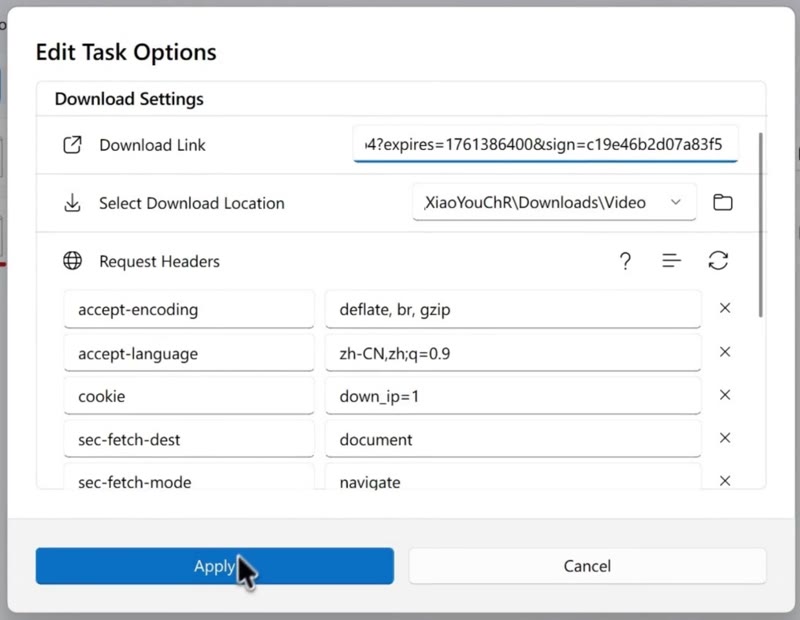 Edit Task Options
Download Settings
Download Link
4?expires=1761386400&sign=c19e46b2d07a83f5
Select Download Location
XiaoYouChR\Downloads\Video
Request Headers
?
accept-encoding
deflate, br, gzip
accept-language
zh-CN,zh;q=0.9
cookie
down_ip=1
sec-fetch-dest
document
sec-fetch-mode
navigate
Apply
Cancel